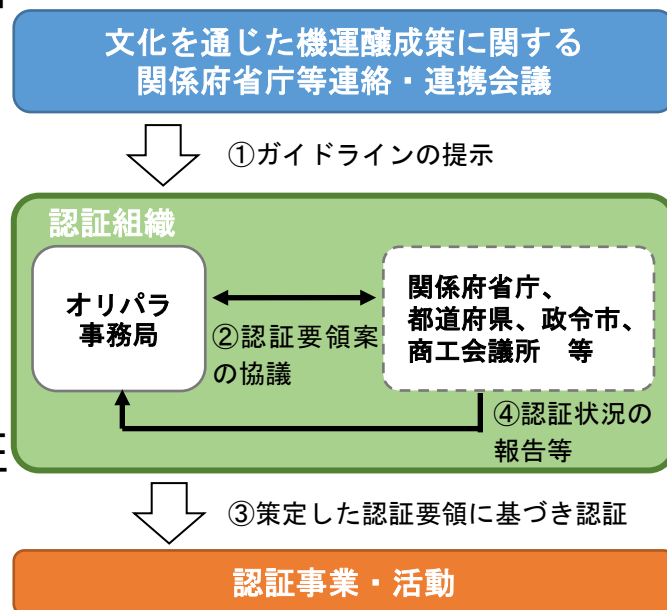 文化を通じた機運醸成策に関する
関係府省庁等連絡・連携会議
①ガイドラインの提示
認証組織
オリパラ
事務局
②認証要領案
の協議
関係府省庁、
都道府県、政令市、
商工会議所　等
④認証状況の
報告等
③策定した認証要領に基づき認証
認証事業・活動